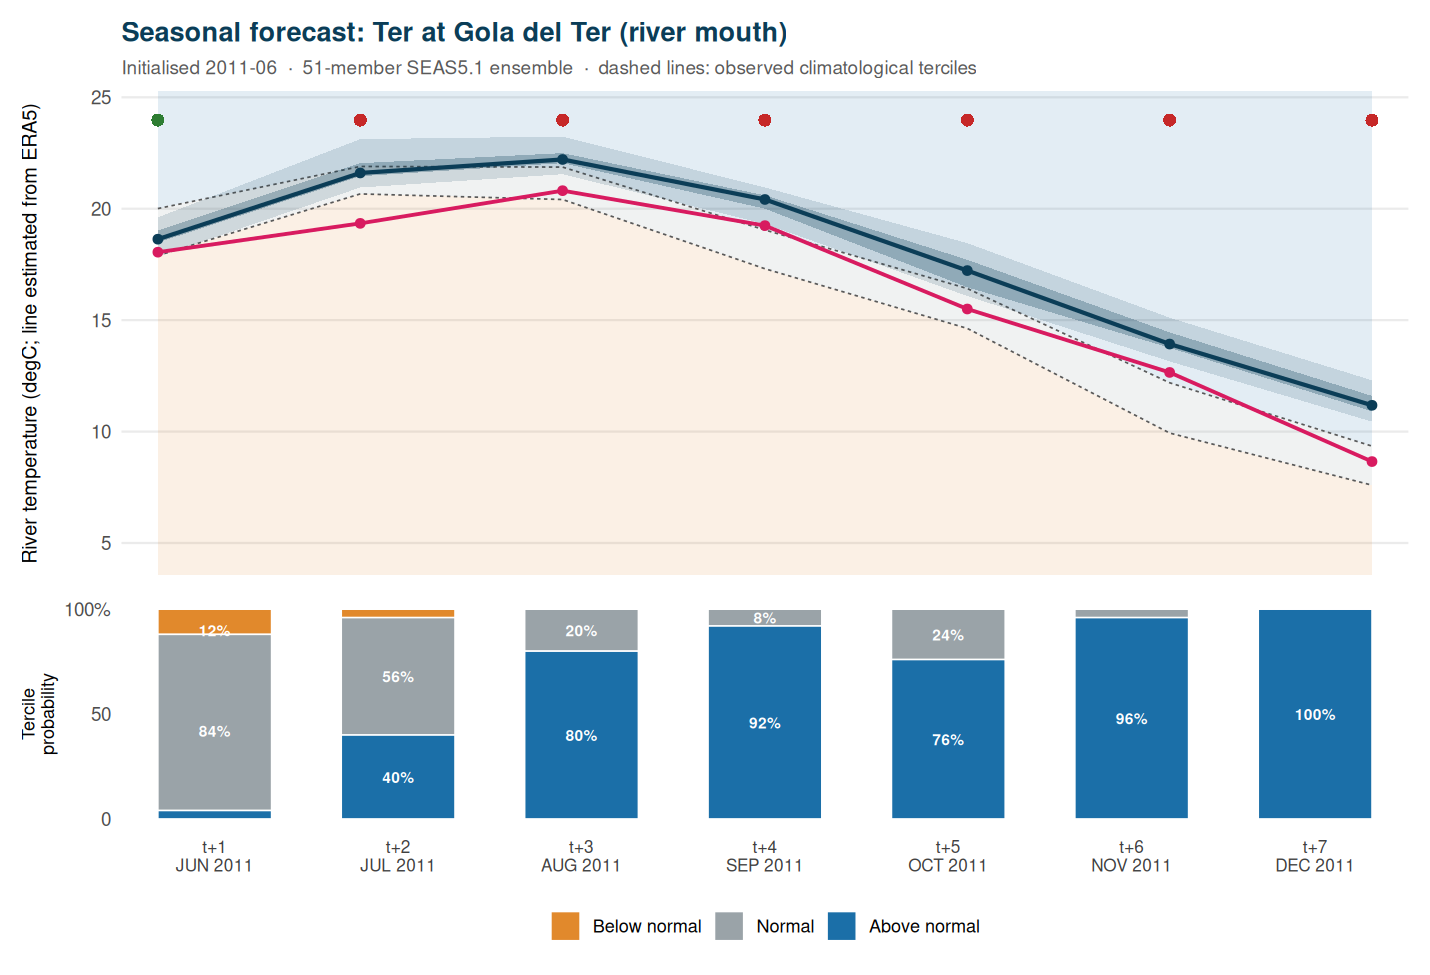 Seasonal forecast: Ter at Gola del Ter (river mouth)
Initialised 2011-06 · 51-member SEAS5.1 ensemble · dashed lines: observed climatological terciles
River temperature (degC; line estimated from ERA5)
25
20
15
10
5
Tercile
probability
100%
50
0
12%
84%
56%
40%
20%
80%
8%
92%
24%
76%
96%
100%
t+1
JUN 2011
t+2
JUL 2011
t+3
AUG 2011
t+4
SEP 2011
t+5
OCT 2011
t+6
NOV 2011
t+7
DEC 2011
Below normal
Normal
Above normal